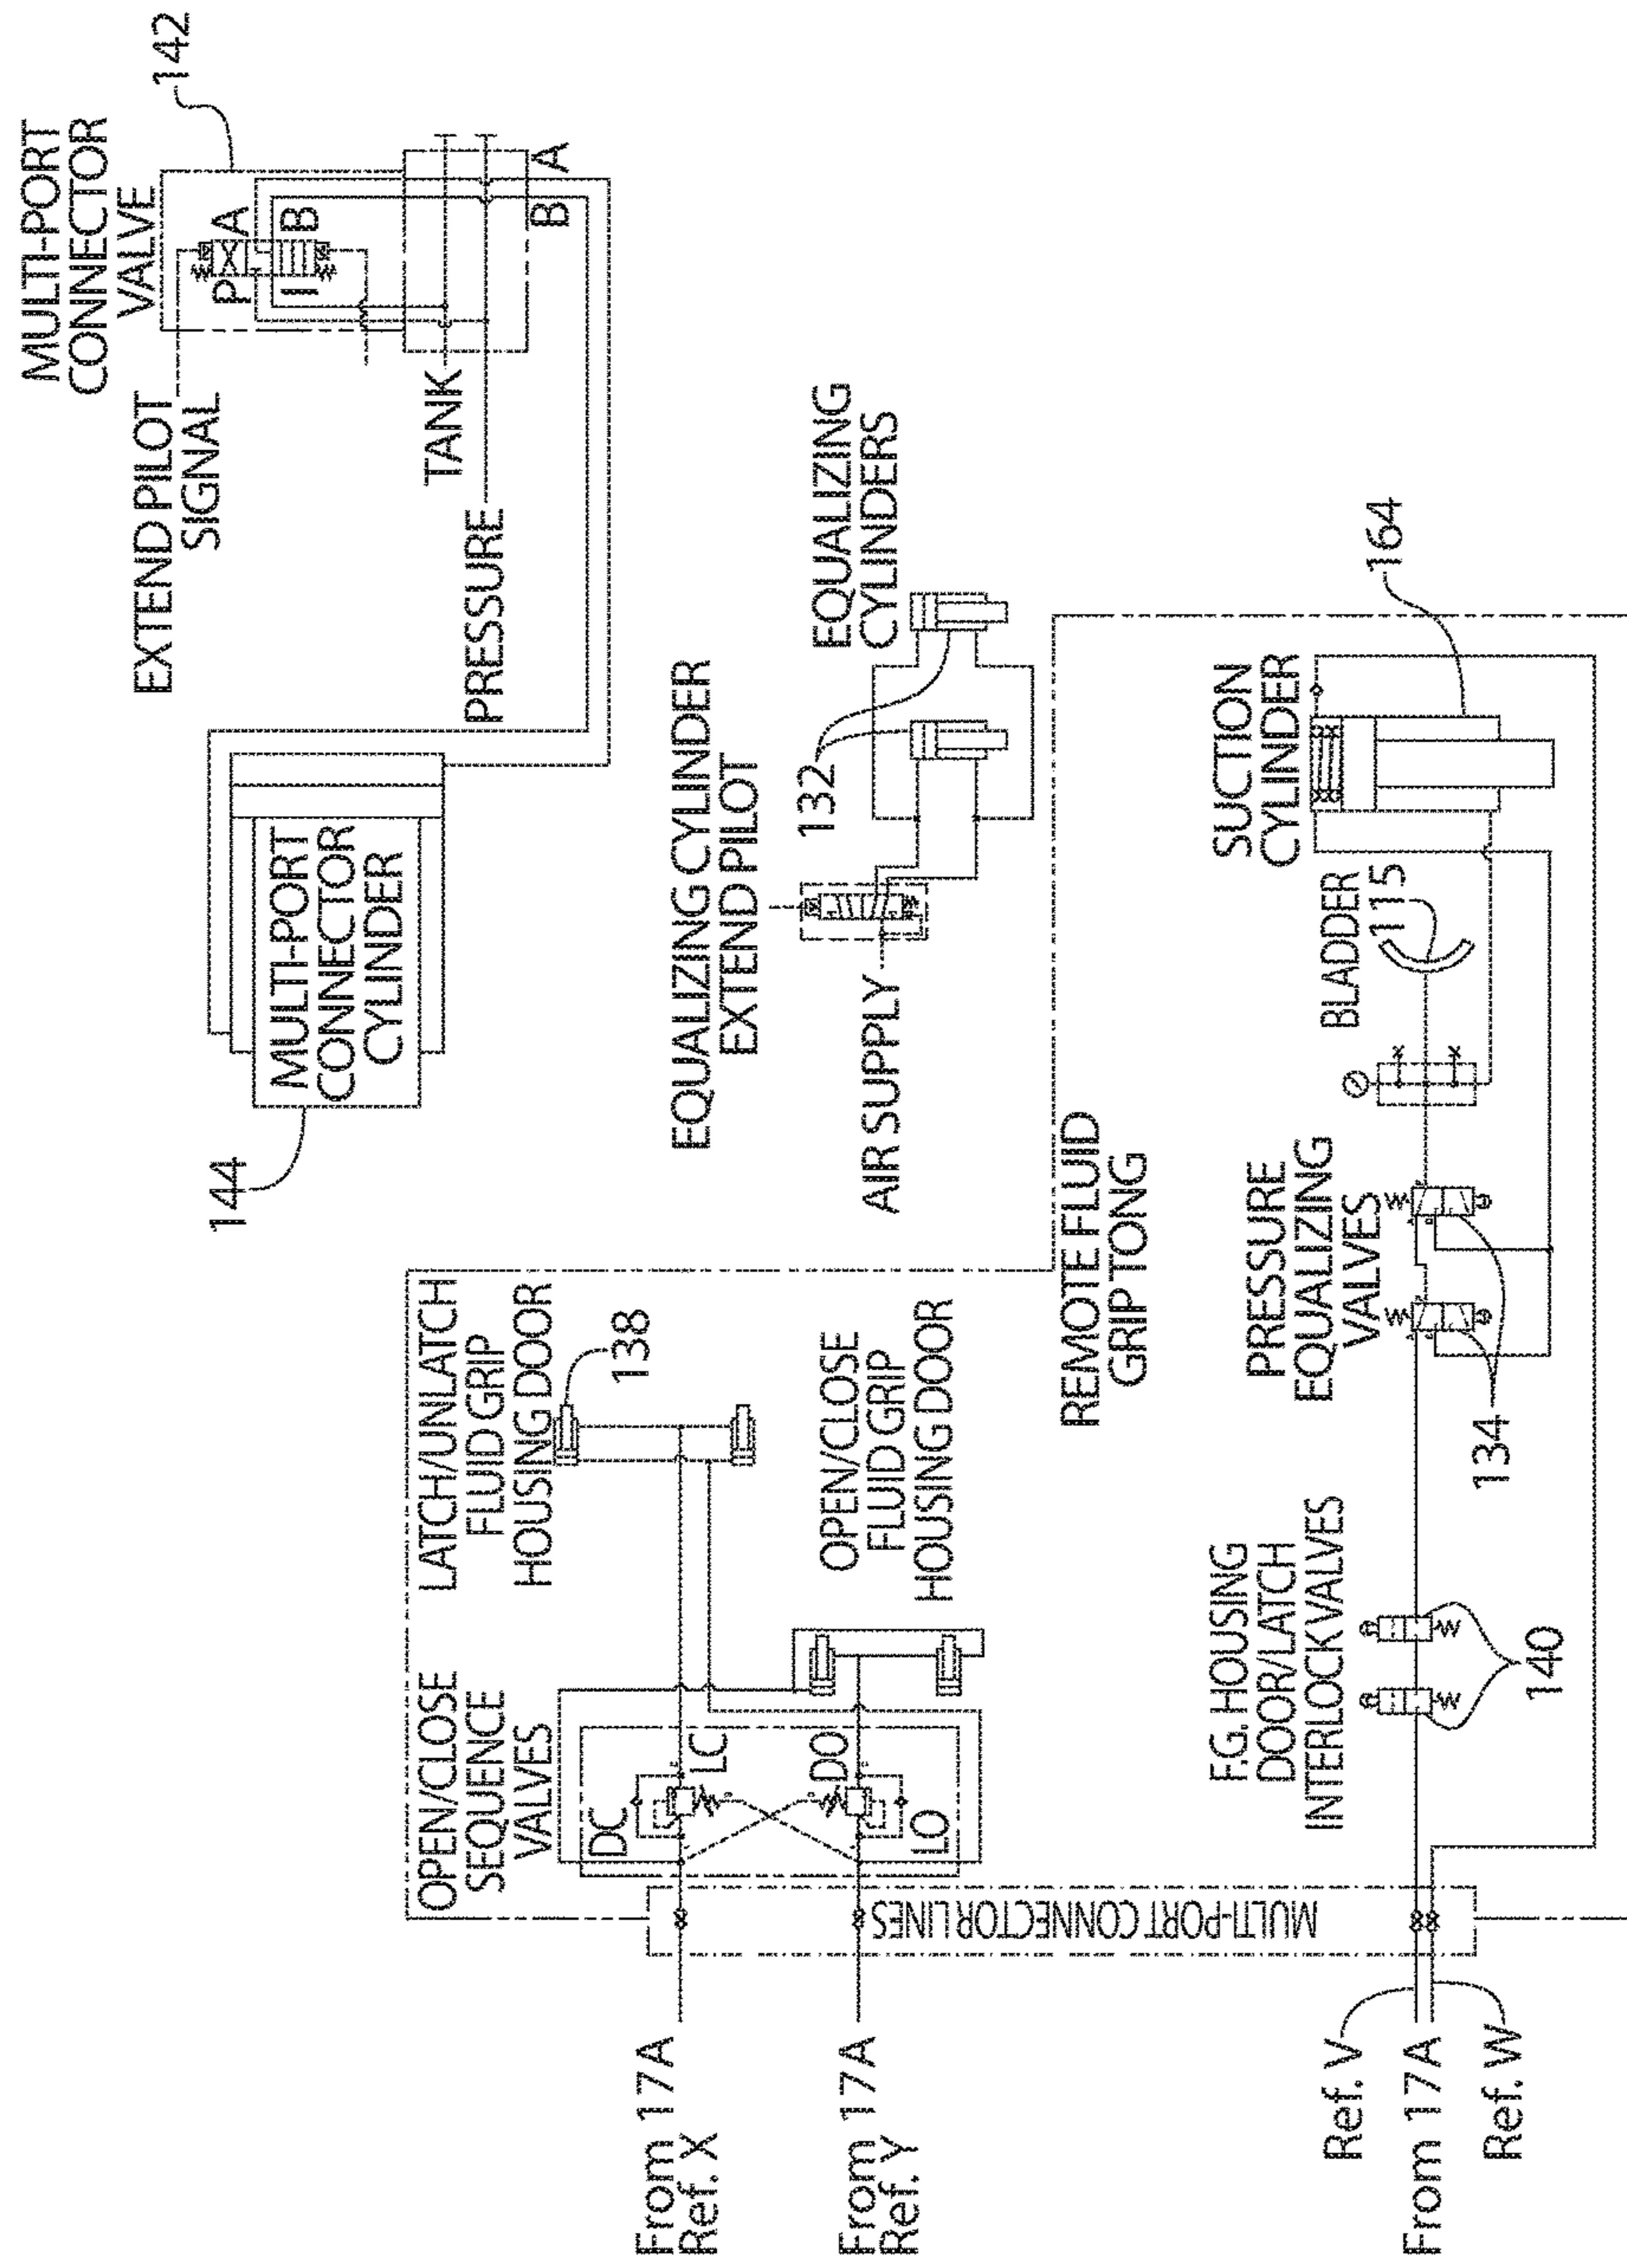 MULTI-PORT
CONNECTOR
VALVE
142
EXTEND PILOT
SIGNAL
P
A
T
B
TANK
PRESSURE
B
A
144
MULTI-PORT
CONNECTOR
CYLINDER
EQUALIZING CYLINDER
EXTEND PILOT
132
EQUALIZING
CYLINDERS
AIR SUPPLY
OPEN/CLOSE
SEQUENCE
VALVES
LATCH/UNLATCH
FLUID GRIP
HOUSING DOOR
138
DC
LC
DO
LO
OPEN/CLOSE
FLUID GRIP
HOUSING DOOR
From 17A
Ref. X
From 17A
Ref. Y
MULTI-PORT CONNECTOR LINES
REMOTE FLUID
GRIP TONG
F.G. HOUSING
DOOR/LATCH
INTERLOCK VALVES
140
PRESSURE
EQUALIZING
VALVES
134
BLADDER
115
SUCTION
CYLINDER
164
Ref. V
From 17A
Ref. W